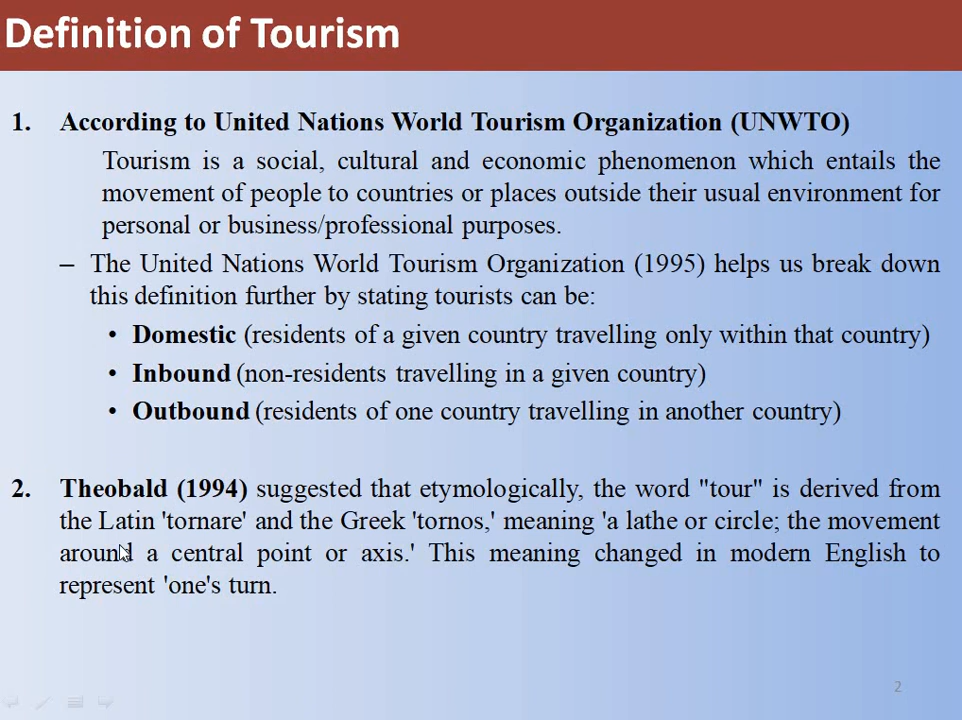 Definition of Tourism
1. According to United Nations World Tourism Organization (UNWTO)
Tourism is a social, cultural and economic phenomenon which entails the
movement of people to countries or places outside their usual environment for
personal or business/professional purposes.
– The United Nations World Tourism Organization (1995) helps us break down
this definition further by stating tourists can be:
• Domestic (residents of a given country travelling only within that country)
• Inbound (non-residents travelling in a given country)
• Outbound (residents of one country travelling in another country)
2. Theobald (1994) suggested that etymologically, the word "tour" is derived from
the Latin 'tornare' and the Greek 'tornos,' meaning 'a lathe or circle; the movement
around a central point or axis.' This meaning changed in modern English to
represent 'one's turn.
2